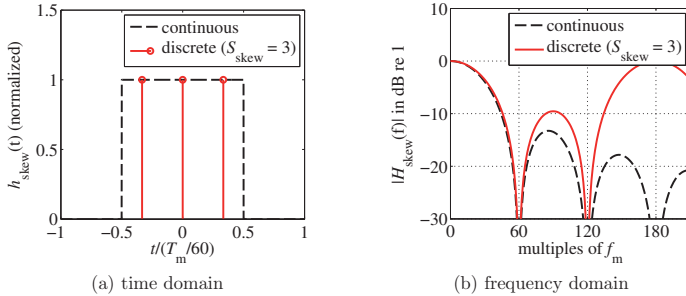 1.5
1
0.5
0
−1
−0.5
0
0.5
1
h_skew(t) (normalized)
t/(T_m/60)
continuous
discrete (S_skew = 3)
(a) time domain
10
0
−10
−20
−30
0
60
120
180
|H_skew(f)| in dB re 1
multiples of f_m
continuous
discrete (S_skew = 3)
(b) frequency domain